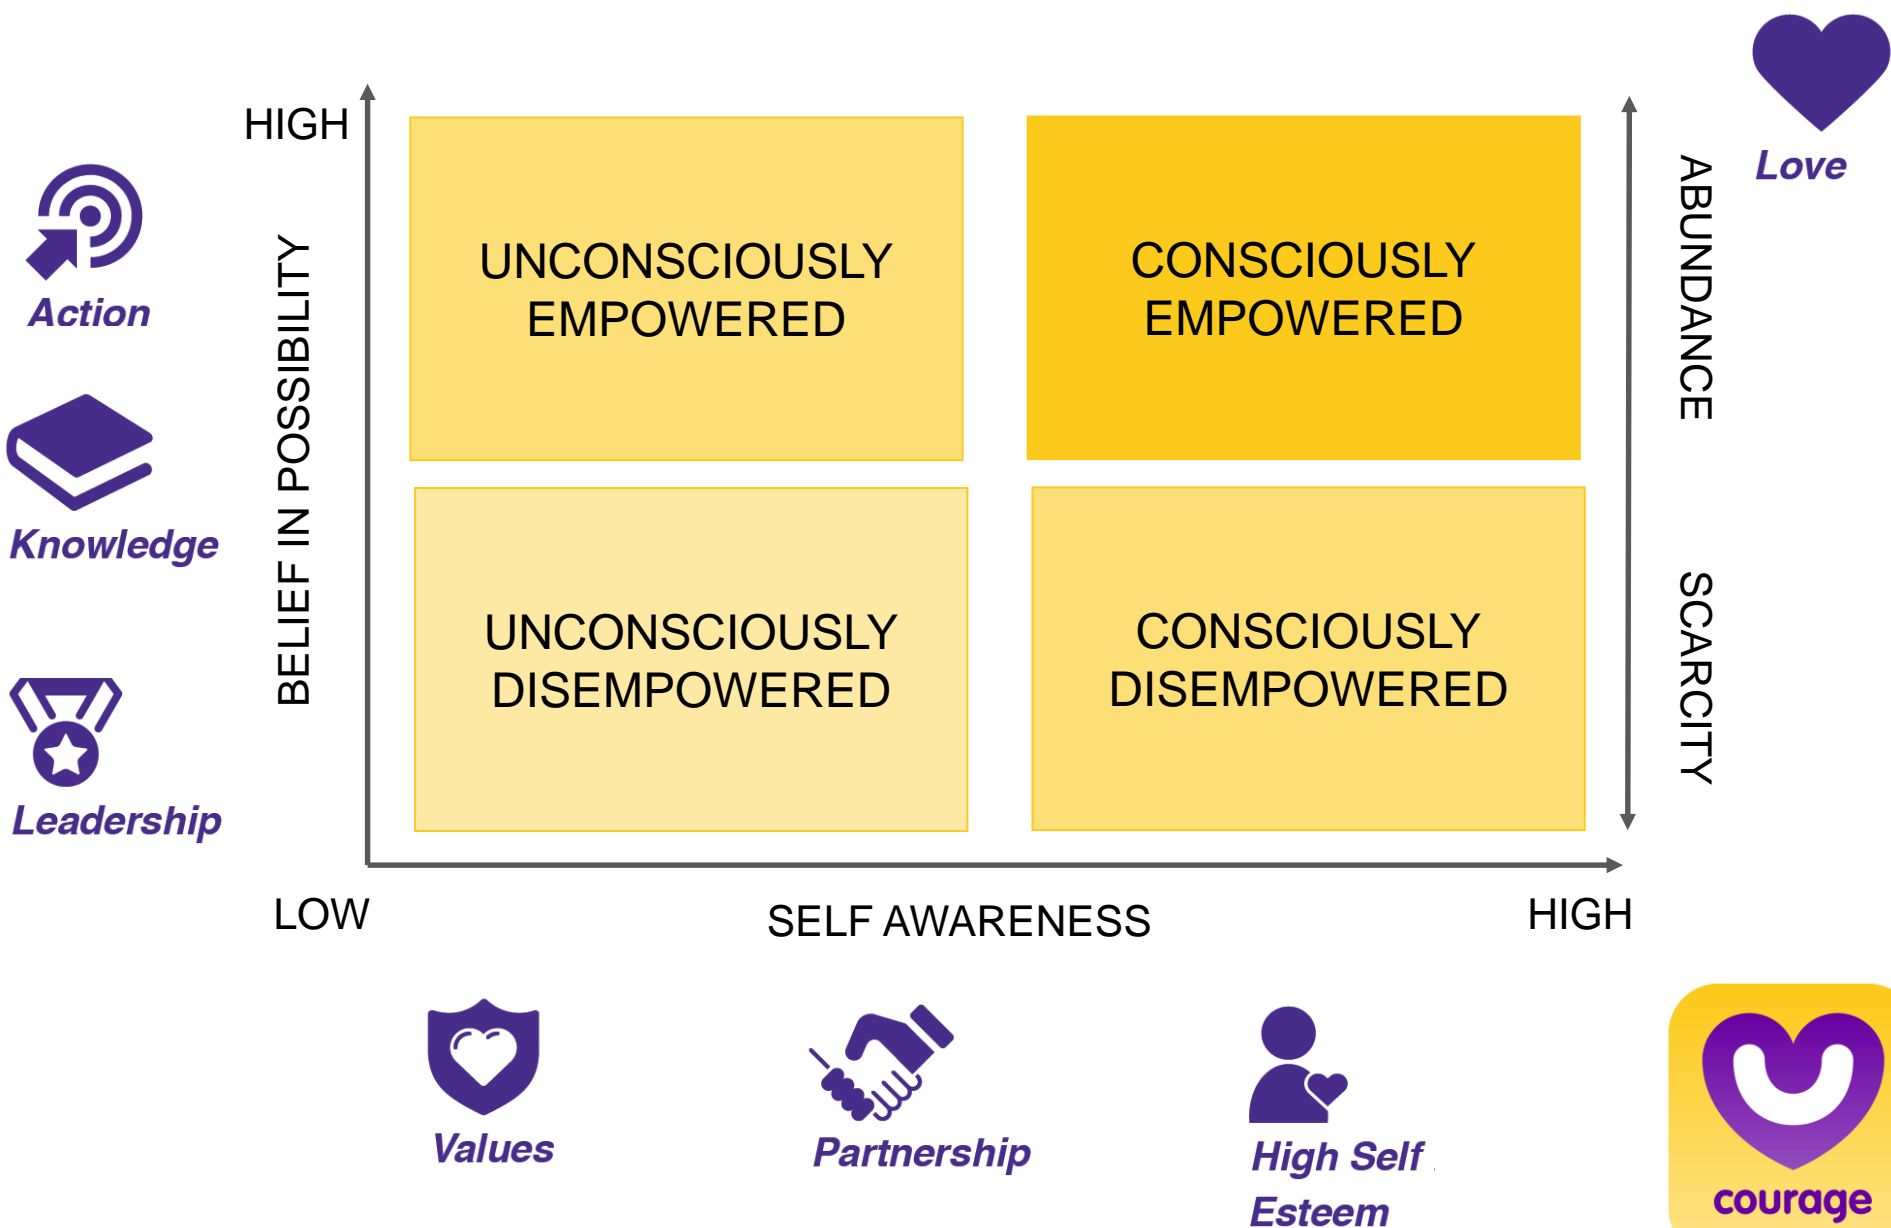 HIGH
Love
ABUNDANCE
UNCONSCIOUSLY
EMPOWERED
CONSCIOUSLY
EMPOWERED
Action
BELIEF IN POSSIBILITY
Knowledge
SCARCITY
UNCONSCIOUSLY
DISEMPOWERED
CONSCIOUSLY
DISEMPOWERED
Leadership
LOW
SELF AWARENESS
HIGH
Values
Partnership
High Self
Esteem
courage